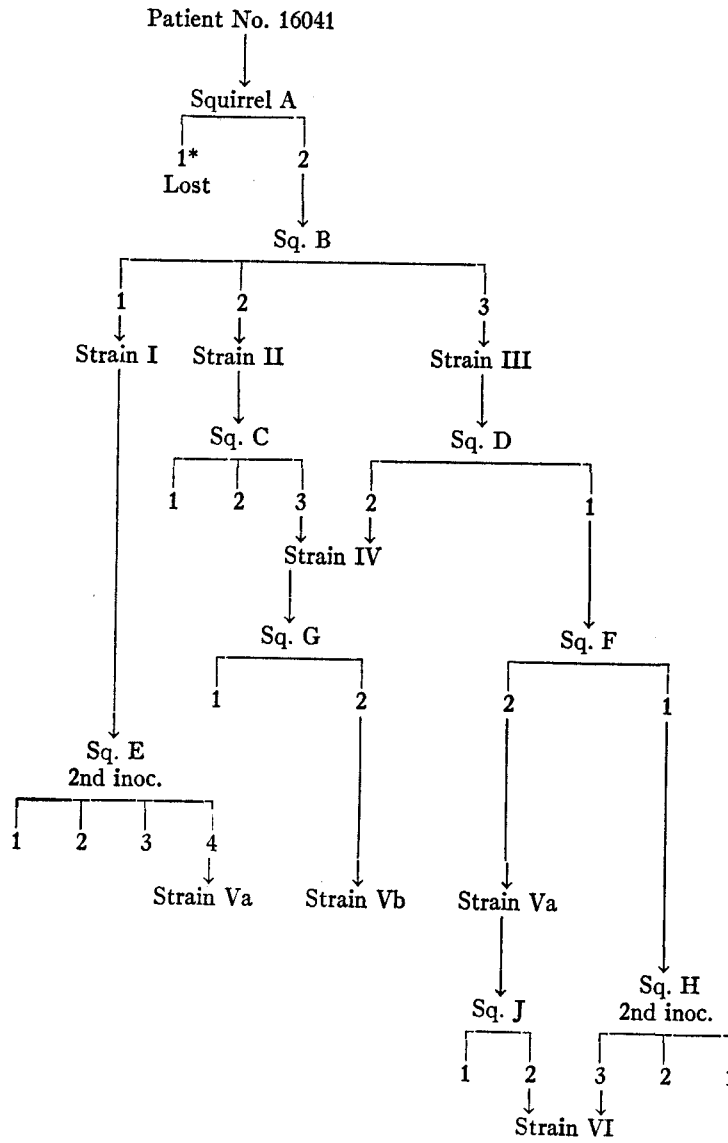 Patient No. 16041
Squirrel A
1* 2
Lost
Sq. B
1 2 3
Strain I Strain II Strain III
Sq. C Sq. D
1 2 3 2 1
Strain IV
Sq. G Sq. F
1 2 2 1
Sq. E
2nd inoc.
1 2 3 4
Strain Va Strain Vb Strain Va
Sq. H
2nd inoc.
Sq. J
1 2 3 2
Strain VI